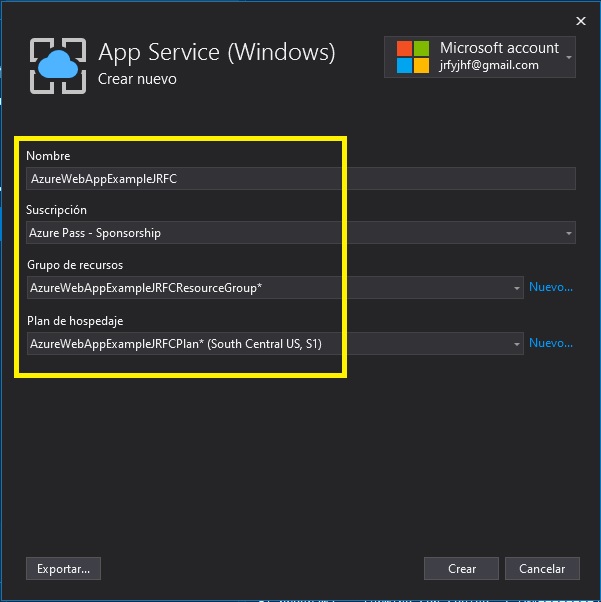 App Service (Windows)
Crear nuevo
Microsoft account
jrfyjhf@gmail.com
Nombre
AzureWebAppExampleJRFC
Suscripción
Azure Pass - Sponsorship
Grupo de recursos
AzureWebAppExampleJRFCResourceGroup*
Nuevo...
Plan de hospedaje
AzureWebAppExampleJRFCPlan* (South Central US, S1)
Nuevo...
Exportar...
Crear
Cancelar